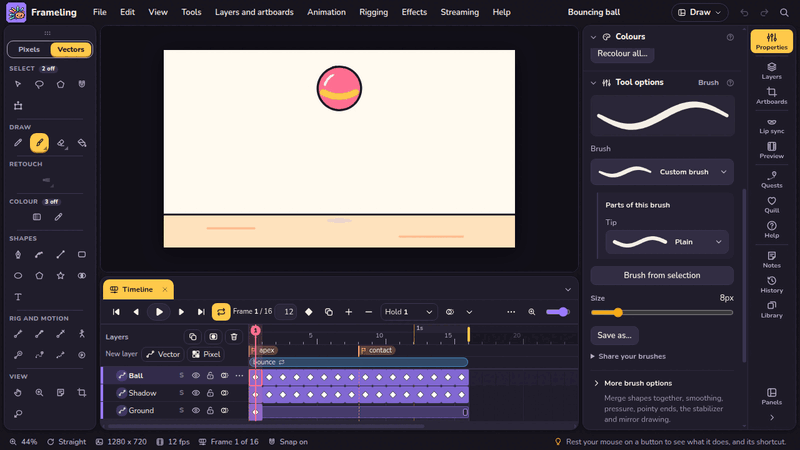 Frameling
File
Edit
View
Tools
Layers and artboards
Animation
Rigging
Effects
Streaming
Help
Bouncing ball
Draw
Pixels
Vectors
SELECT 2 off
DRAW
RETOUCH
COLOUR 3 off
SHAPES
RIG AND MOTION
VIEW
Timeline
Frame 1 / 16
12
Hold 1
Layers
New layer
Vector
Pixel
1
5
10
15
20
1s
apex
contact
bounce
Ball
S
Shadow
S
Ground
S
Colours
Recolour all...
Tool options
Brush
Brush
Custom brush
Parts of this brush
Tip
Plain
Brush from selection
Size
8px
Save as...
Share your brushes
More brush options
Merge shapes together, smoothing,
pressure, pointy ends, the stabilizer
and mirror drawing.
Properties
Layers
Artboards
Lip sync
Preview
Quests
Quill
Help
Notes
History
Library
Panels
44%
Straight
1280 x 720
12 fps
Frame 1 of 16
Snap on
Rest your mouse on a button to see what it does, and its shortcut.